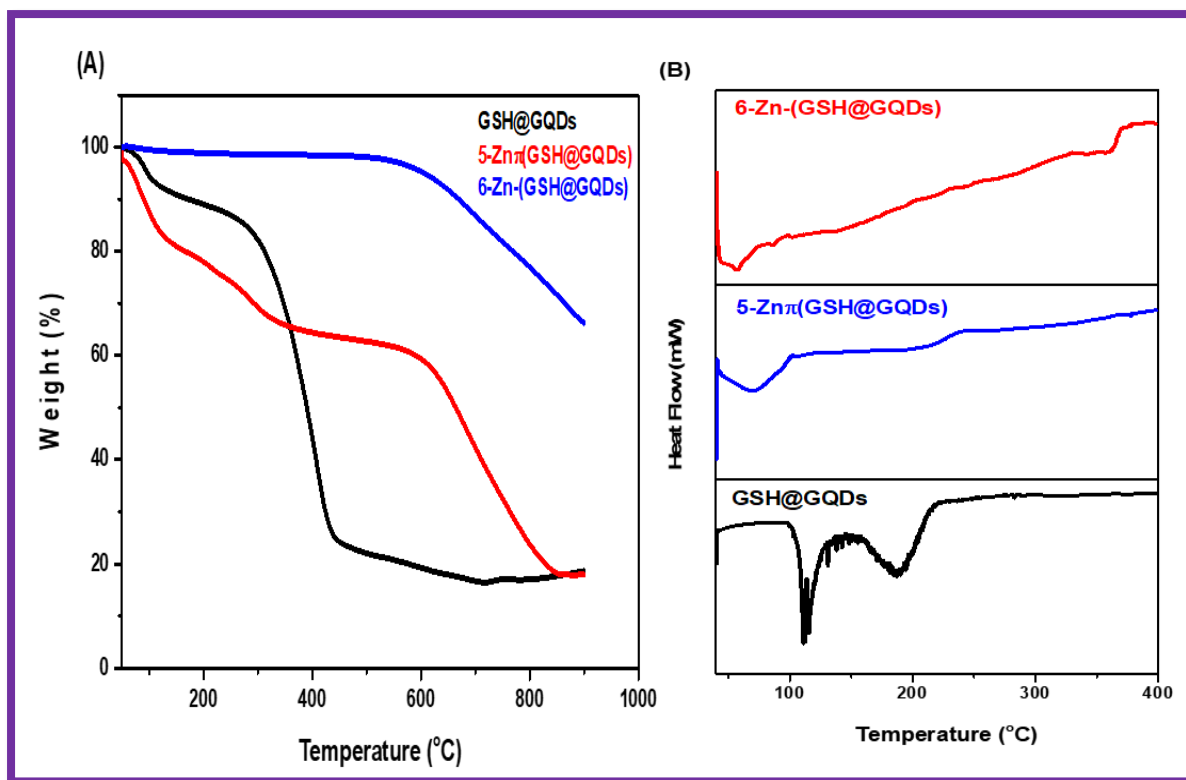 (A)
GSH@GQDs
5-Znπ(GSH@GQDs)
6-Zn-(GSH@GQDs)
100
80
60
40
20
0
200
400
600
800
1000
Weight (%)
Temperature (°C)
(B)
6-Zn-(GSH@GQDs)
5-Znπ(GSH@GQDs)
GSH@GQDs
Heat Flow (mW)
100
200
300
400
Temperature (°C)